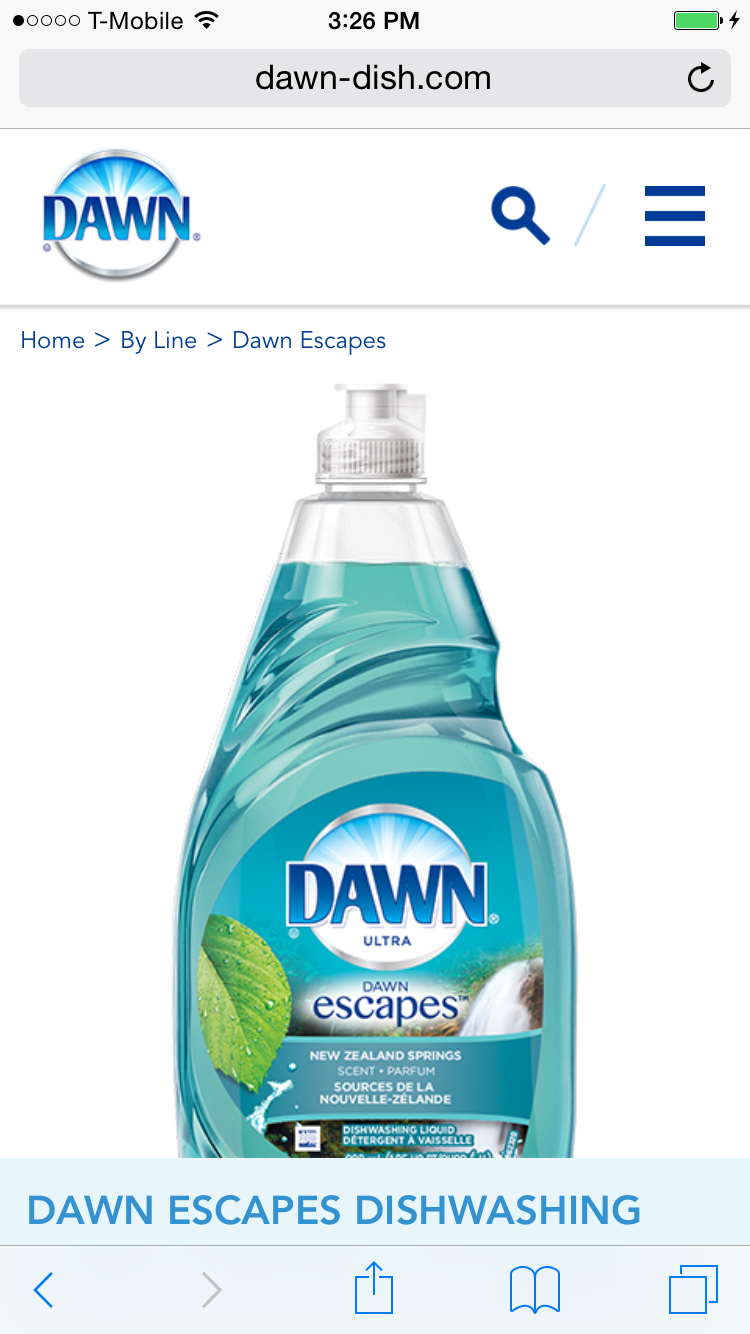 T-Mobile 3:26 PM
dawn-dish.com
DAWN
Home > By Line > Dawn Escapes
DAWN
ULTRA
DAWN
escapes™
NEW ZEALAND SPRINGS
SCENT • PARFUM
SOURCES DE LA
NOUVELLE-ZÉLANDE
DISHWASHING LIQUID
DÉTERGENT À VAISSELLE
DAWN ESCAPES DISHWASHING